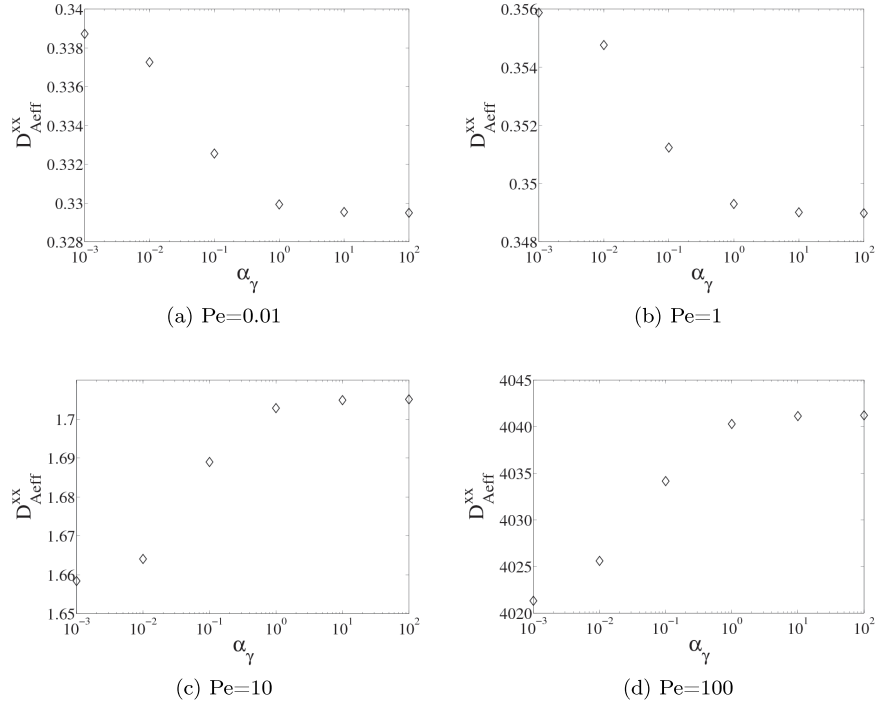 0.34
0.338
0.336
0.334
0.332
0.33
0.328
D^xx_Aeff
10^-3 10^-2 10^-1 10^0 10^1 10^2
α_γ
(a) Pe=0.01
0.356
0.354
0.352
0.35
0.348
D^xx_Aeff
10^-3 10^-2 10^-1 10^0 10^1 10^2
α_γ
(b) Pe=1
1.7
1.69
1.68
1.67
1.66
1.65
D^xx_Aeff
10^-3 10^-2 10^-1 10^0 10^1 10^2
α_γ
(c) Pe=10
4045
4040
4035
4030
4025
4020
D^xx_Aeff
10^-3 10^-2 10^-1 10^0 10^1 10^2
α_γ
(d) Pe=100